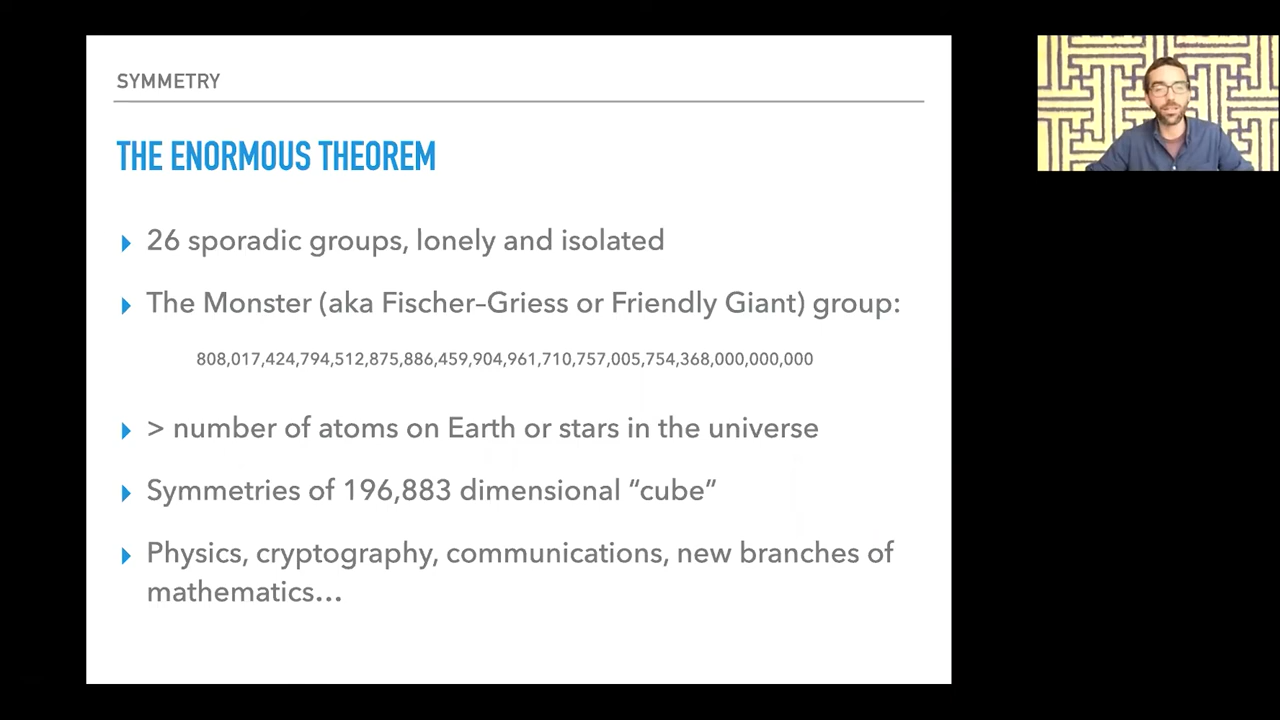 SYMMETRY
THE ENORMOUS THEOREM
26 sporadic groups, lonely and isolated
The Monster (aka Fischer–Griess or Friendly Giant) group:
808,017,424,794,512,875,886,459,904,961,710,757,005,754,368,000,000,000
> number of atoms on Earth or stars in the universe
Symmetries of 196,883 dimensional “cube”
Physics, cryptography, communications, new branches of
mathematics…